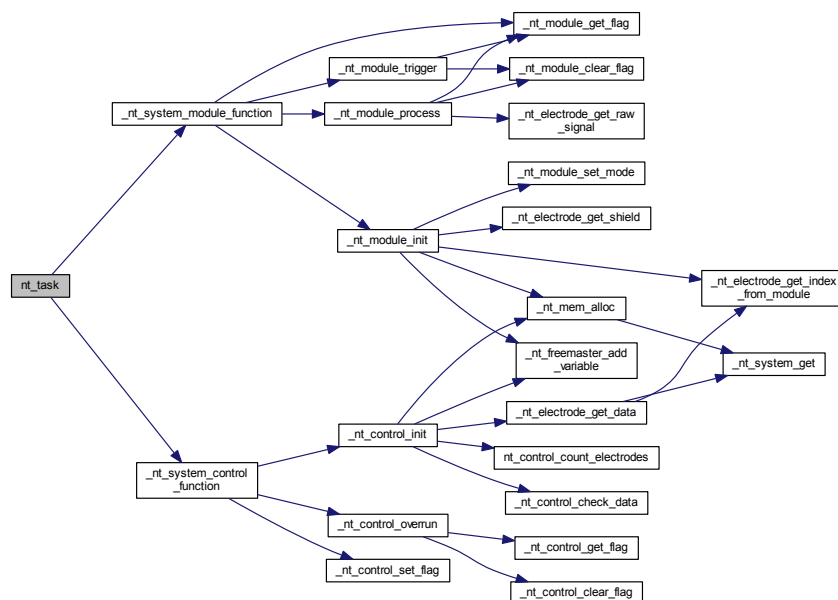 _nt_module_get_flag
_nt_module_trigger
_nt_module_clear_flag
_nt_system_module_function
_nt_module_process
_nt_electrode_get_raw
_signal
_nt_module_set_mode
_nt_electrode_get_shield
_nt_module_init
nt_task
_nt_electrode_get_index
_from_module
_nt_mem_alloc
_nt_freemaster_add
_variable
_nt_system_get
_nt_electrode_get_data
_nt_control_init
nt_control_count_electrodes
_nt_system_control
_function
_nt_control_check_data
_nt_control_overrun
_nt_control_get_flag
_nt_control_set_flag
_nt_control_clear_flag